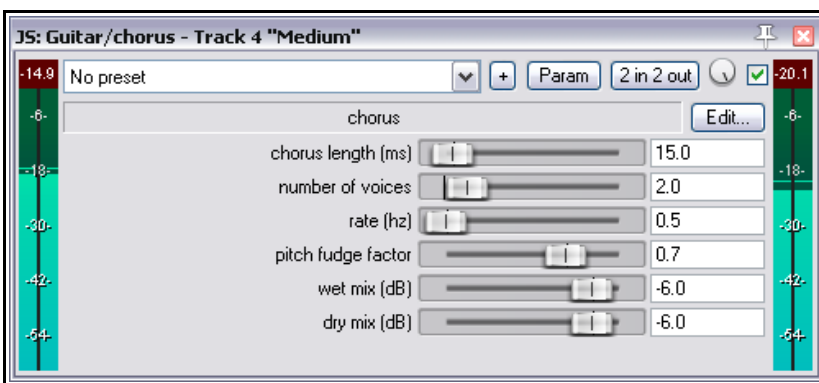 JS: Guitar/chorus - Track 4 "Medium"
-14.9 No preset + Param 2 in 2 out -20.1
-6- chorus Edit... -6-
chorus length (ms) 15.0
-18- -18-
number of voices 2.0
rate (hz) 0.5
-30- -30-
pitch fudge factor 0.7
-42- wet mix (dB) -6.0 -42-
dry mix (dB) -6.0
-54- -54-